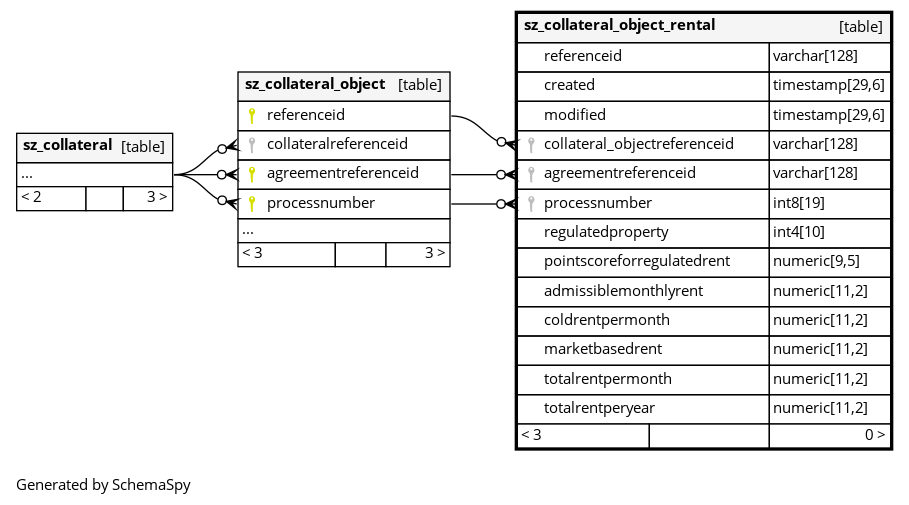 sz_collateral [table]
...
< 2 3 >
sz_collateral_object [table]
referenceid
collateralreferenceid
agreementreferenceid
processnumber
...
< 3 3 >
sz_collateral_object_rental [table]
referenceid varchar[128]
created timestamp[29,6]
modified timestamp[29,6]
collateral_objectreferenceid varchar[128]
agreementreferenceid varchar[128]
processnumber int8[19]
regulatedproperty int4[10]
pointscoreforregulatedrent numeric[9,5]
admissiblemonthlyrent numeric[11,2]
coldrentpermonth numeric[11,2]
marketbasedrent numeric[11,2]
totalrentpermonth numeric[11,2]
totalrentperyear numeric[11,2]
< 3 0 >
Generated by SchemaSpy